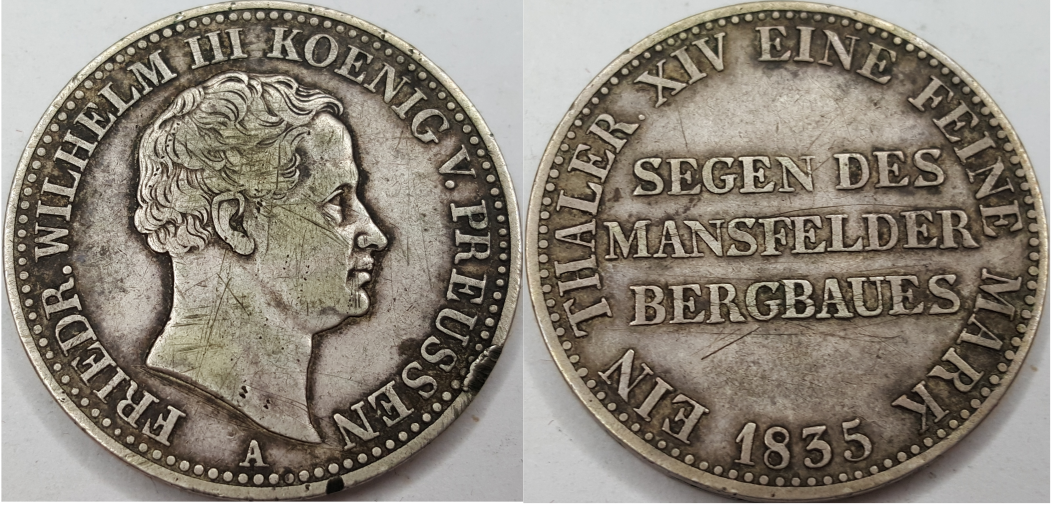 FRIEDR. WILHELM III KOENIG V. PREUSSEN
A
EIN THALER. XIV EINE FEINE MARK
SEGEN DES
MANSFELDER
BERGBAUES
1835